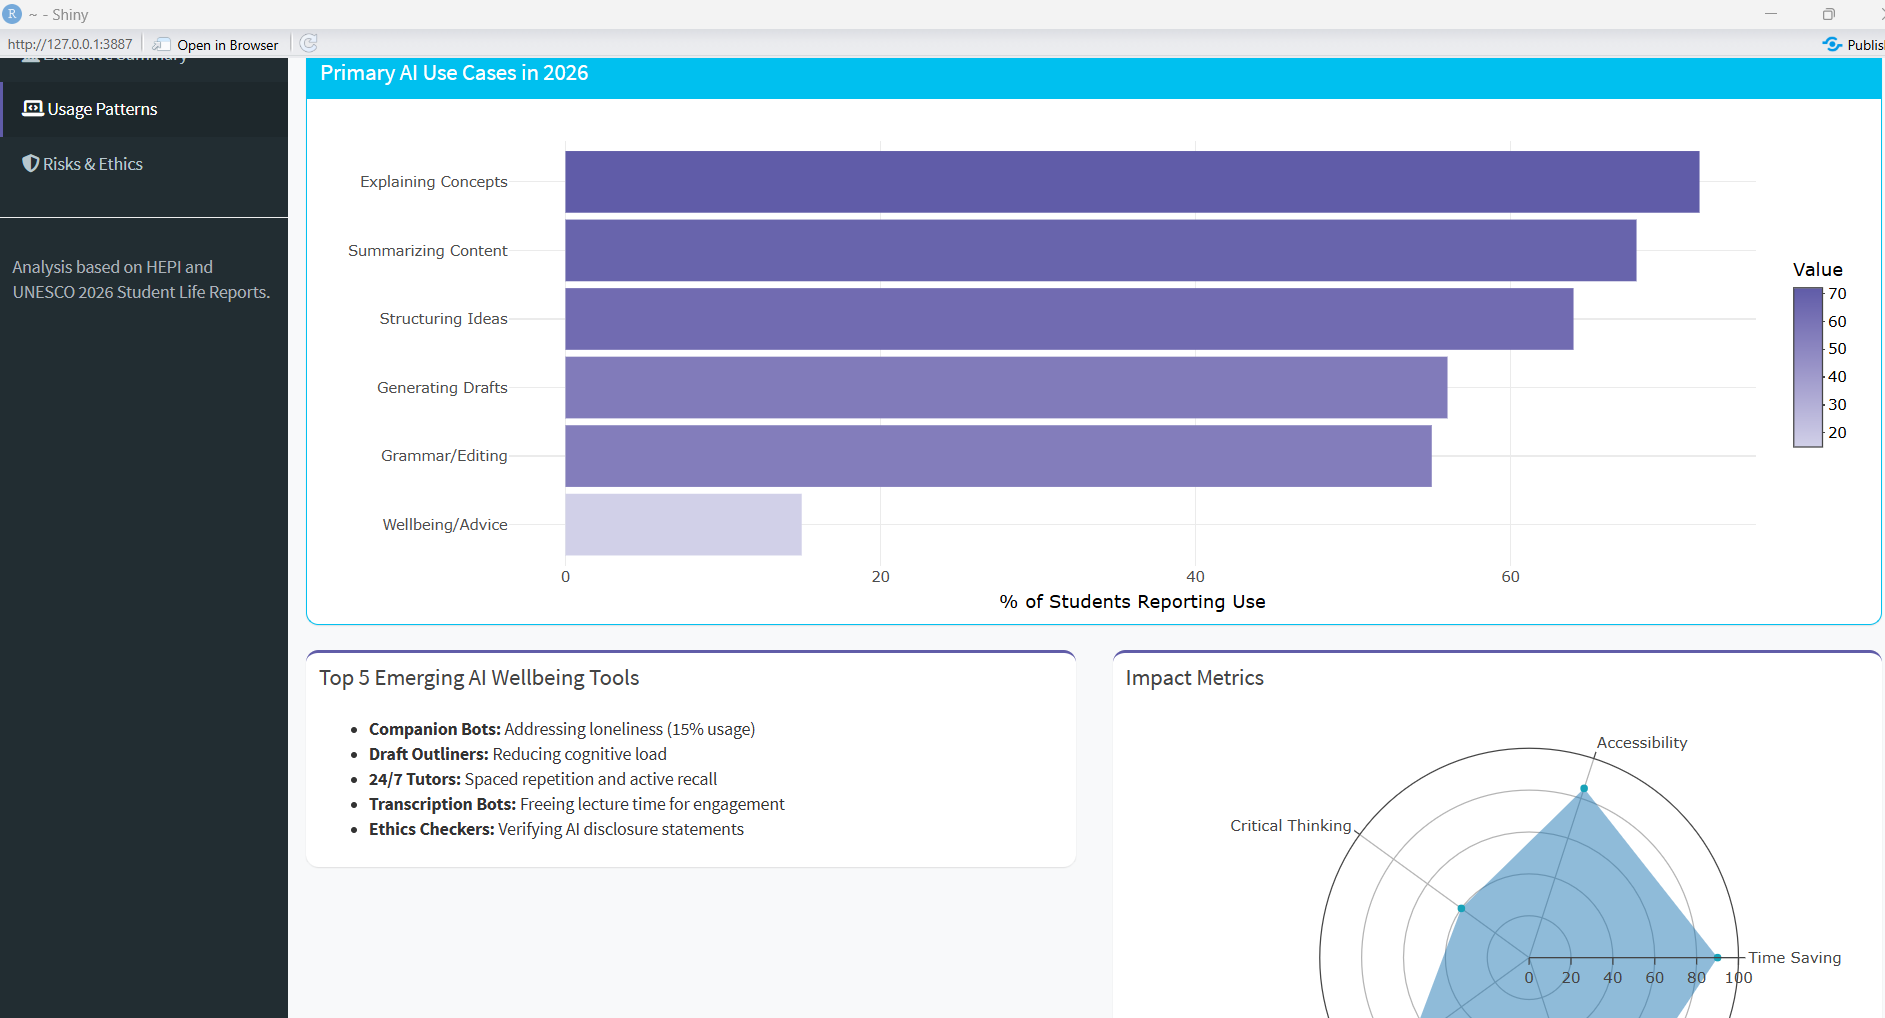 ~ - Shiny
http://127.0.0.1:3887
Open in Browser
Publis
Executive Summary
Usage Patterns
Risks & Ethics
Analysis based on HEPI and
UNESCO 2026 Student Life Reports.
Primary AI Use Cases in 2026
Explaining Concepts
Summarizing Content
Structuring Ideas
Generating Drafts
Grammar/Editing
Wellbeing/Advice
0 20 40 60
% of Students Reporting Use
Value
70
60
50
40
30
20
Top 5 Emerging AI Wellbeing Tools
Companion Bots: Addressing loneliness (15% usage)
Draft Outliners: Reducing cognitive load
24/7 Tutors: Spaced repetition and active recall
Transcription Bots: Freeing lecture time for engagement
Ethics Checkers: Verifying AI disclosure statements
Impact Metrics
Accessibility
Critical Thinking
Time Saving
0 20 40 60 80 100